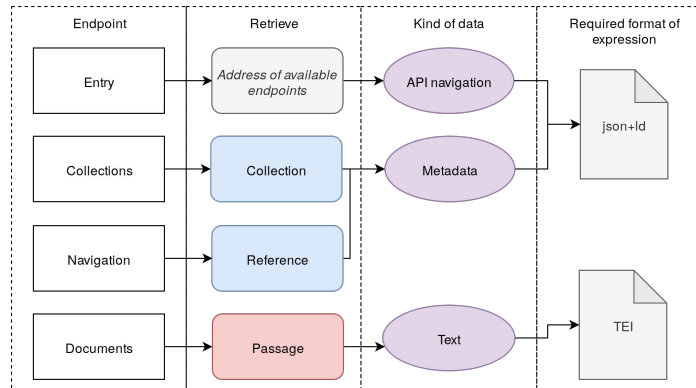 Endpoint
Retrieve
Kind of data
Required format of
expression
Entry
Address of available
endpoints
API navigation
json+ld
Collections
Collection
Metadata
Navigation
Reference
Documents
Passage
Text
TEI